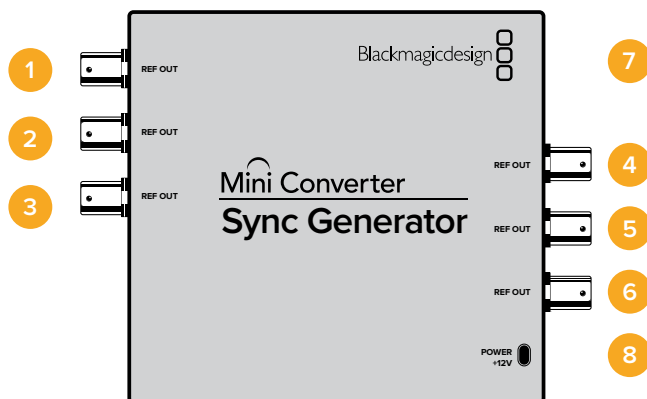 Blackmagicdesign
1
REF OUT
7
2
REF OUT
REF OUT
4
3
REF OUT
Mini Converter
Sync Generator
REF OUT
5
REF OUT
6
POWER
+12V
8